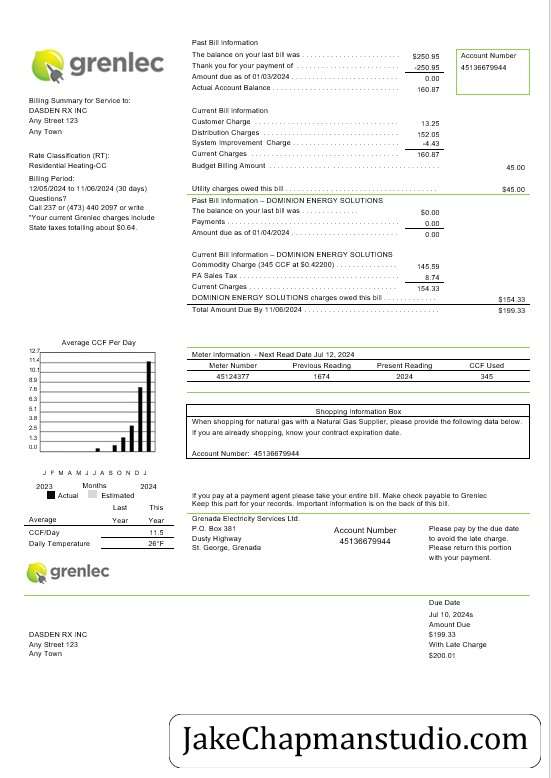 grenlec
Billing Summary for Service to:
DASDEN RX INC
Any Street 123
Any Town
Rate Classification (RT):
Residential Heating-CC
Billing Period:
12/05/2024 to 11/06/2024 (30 days)
Questions?
Call 237 or (473) 440 2097 or write
"Your current Grenlec charges include
State taxes totalling about $0.64.
Past Bill Information
The balance on your last bill was $250.95
Thank you for your payment of -250.95
Amount due as of 01/03/2024 0.00
Actual Account Balance 160.87
Account Number
45136679944
Current Bill Information
Customer Charge 13.25
Distribution Charges 152.05
System Improvement Charge -4.43
Current Charges 160.87
Budget Billing Amount 45.00
Utility charges owed this bill $45.00
Past Bill Information – DOMINION ENERGY SOLUTIONS
The balance on your last bill was $0.00
Payments 0.00
Amount due as of 01/04/2024 0.00
Current Bill Information – DOMINION ENERGY SOLUTIONS
Commodity Charge (345 CCF at $0.42200) 145.59
PA Sales Tax 8.74
Current Charges 154.33
DOMINION ENERGY SOLUTIONS charges owed this bill $154.33
Total Amount Due By 11/06/2024 $199.33
Average CCF Per Day
12.7
11.4
10.1
8.9
7.6
6.3
5.1
3.8
2.5
1.3
0.0
J F M A M J J A S O N D J
2023 Months 2024
Actual Estimated
Last This
Average Year Year
CCF/Day 11.5
Daily Temperature 26°F
Meter Information - Next Read Date Jul 12, 2024
Meter Number Previous Reading Present Reading CCF Used
45124377 1674 2024 345
Shopping Information Box
When shopping for natural gas with a Natural Gas Supplier, please provide the following data below.
If you are already shopping, know your contract expiration date.
Account Number: 45136679944
If you pay at a payment agent please take your entire bill. Make check payable to Grenlec
Keep this part for your records. Important information is on the back of this bill.
Grenada Electricity Services Ltd.
P.O. Box 381
Dusty Highway
St. George, Grenada
Account Number
45136679944
Please pay by the due date
to avoid the late charge.
Please return this portion
with your payment.
grenlec
Due Date
Jul 10, 2024s
Amount Due
$199.33
With Late Charge
$200.01
DASDEN RX INC
Any Street 123
Any Town
JakeChapmanstudio.com